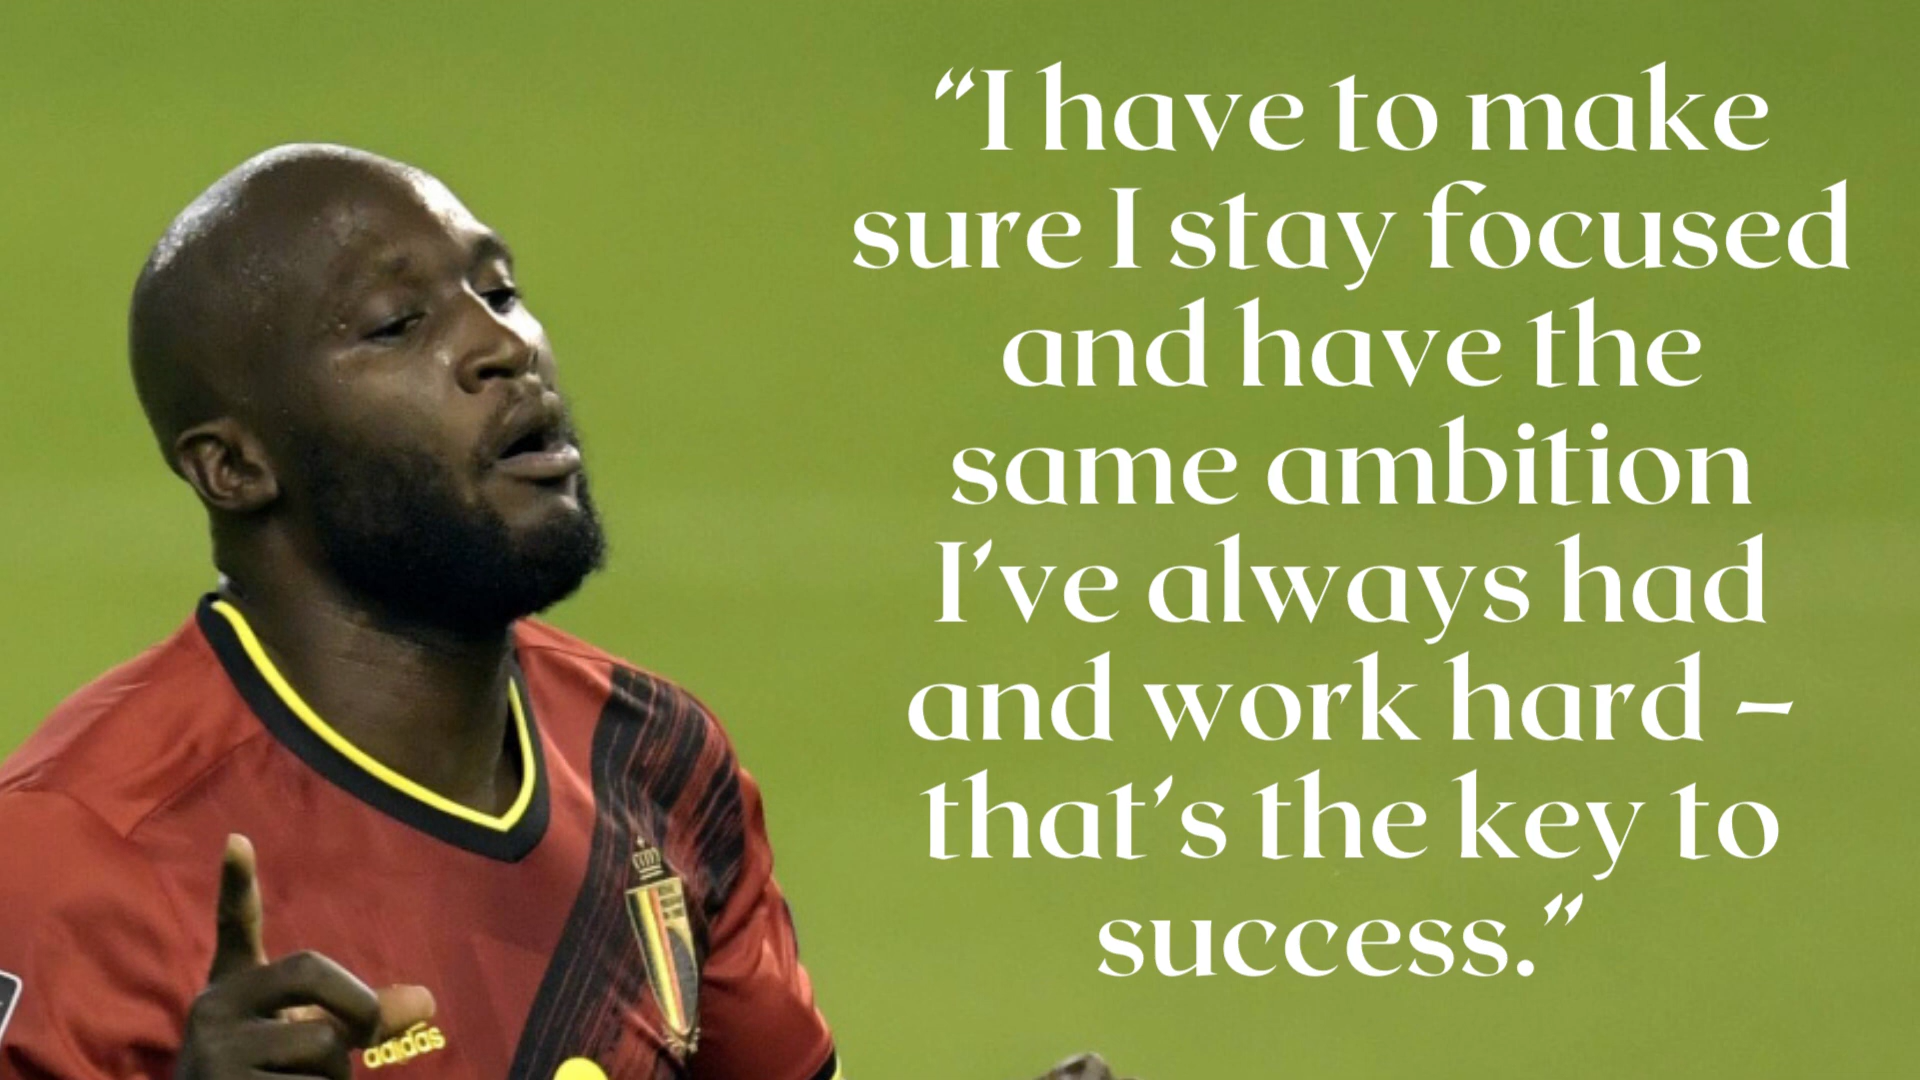 “I have to make
sure I stay focused
and have the
same ambition
I’ve always had
and work hard –
that’s the key to
success.”
adidas